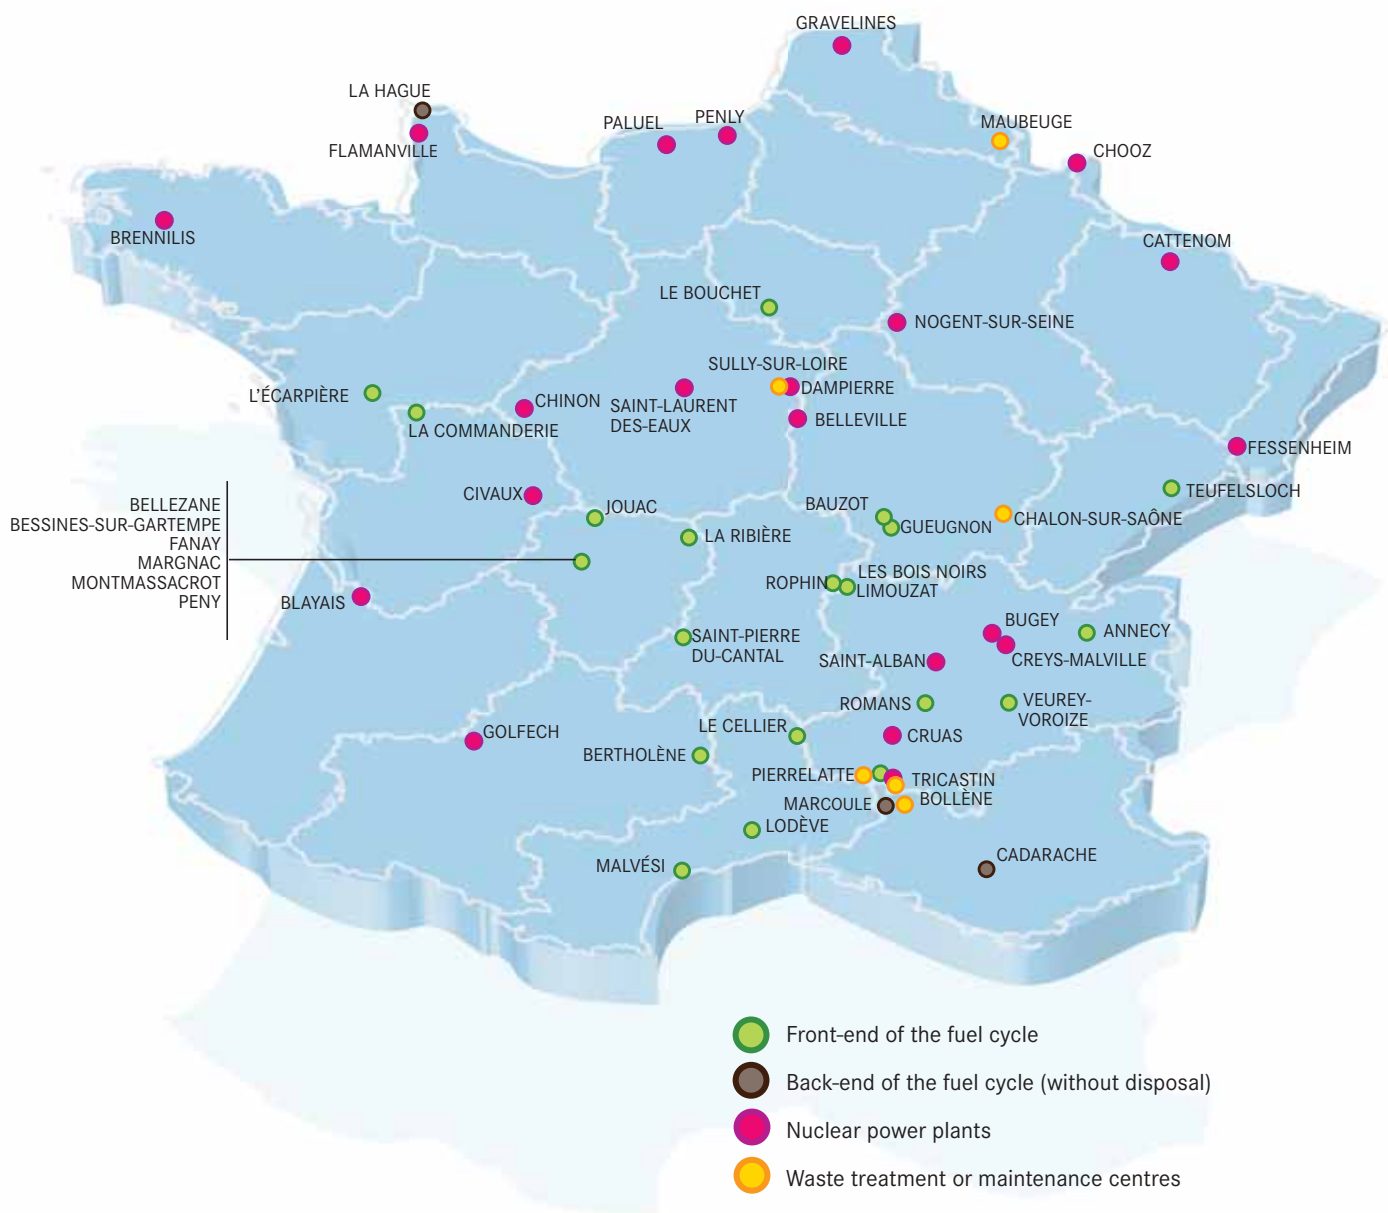 GRAVELINES
LA HAGUE
PALUEL
PENLY
MAUBEUGE
FLAMANVILLE
CHOOZ
BRENNILIS
CATTENOM
LE BOUCHET
NOGENT-SUR-SEINE
SULLY-SUR-LOIRE
L'ÉCARPIÈRE
CHINON
DAMPIERRE
SAINT-LAURENT
DES-EAUX
BELLEVILLE
LA COMMANDERIE
FESSENHEIM
CIVAUX
TEUFELSLOCH
BELLEZANE
BESSINES-SUR-GARTEMPE
FANAY
MARGNAC
MONTMASSACROT
PENY
JOUAC
BAUZOT
GUEUGNON
CHALON-SUR-SAÔNE
LA RIBIÈRE
ROPHIN
LES BOIS NOIRS
LIMOUZAT
BLAYAIS
BUGEY
ANNECY
SAINT-PIERRE
DU-CANTAL
SAINT-ALBAN
CREYS-MALVILLE
ROMANS
VEUREY-
VOROIZE
GOLFECH
LE CELLIER
CRUAS
BERTHOLÈNE
PIERRELATTE
TRICASTIN
BOLLÈNE
MARCOULE
LODÈVE
MALVÉSI
CADARACHE
Front-end of the fuel cycle
Back-end of the fuel cycle (without disposal)
Nuclear power plants
Waste treatment or maintenance centres